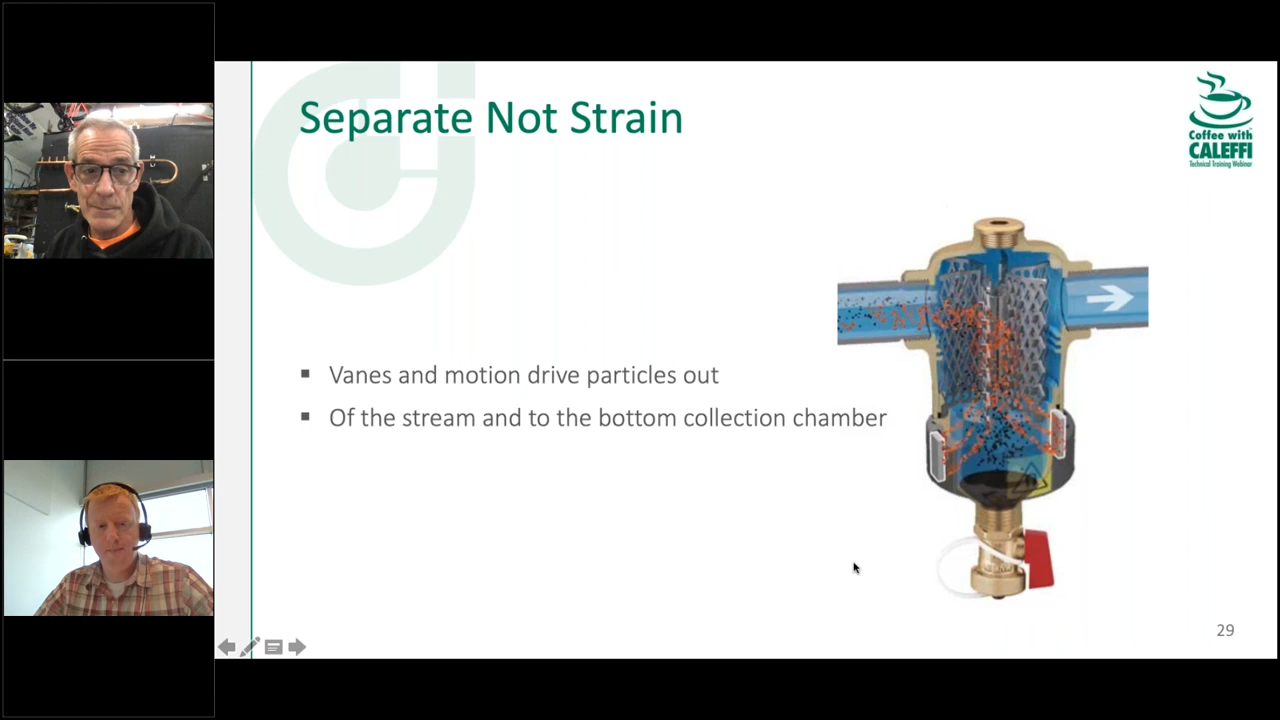 Separate Not Strain
Coffee with
CALEFFI
Technical Training Webinar
Vanes and motion drive particles out
Of the stream and to the bottom collection chamber
29